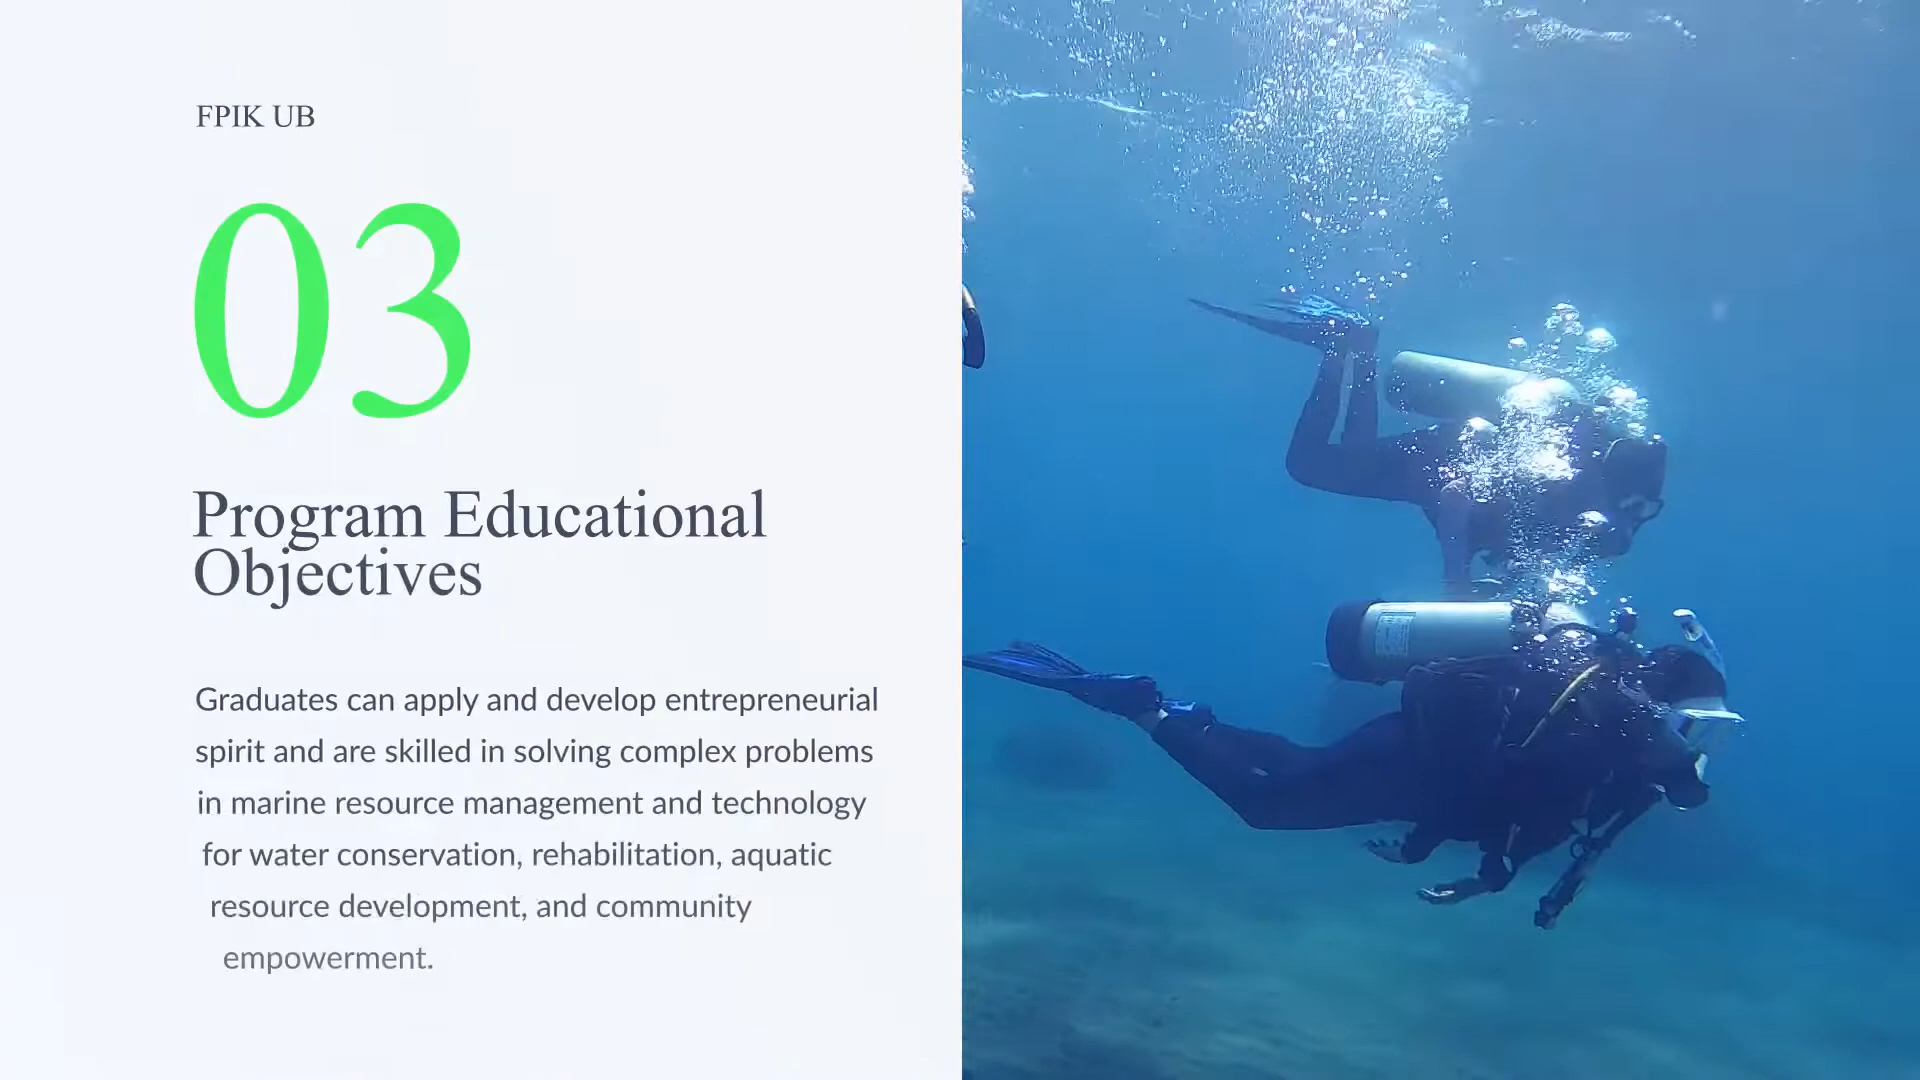 FPIK UB
03
Program Educational
Objectives
Graduates can apply and develop entrepreneurial
spirit and are skilled in solving complex problems
in marine resource management and technology
for water conservation, rehabilitation, aquatic
resource development, and community
empowerment.